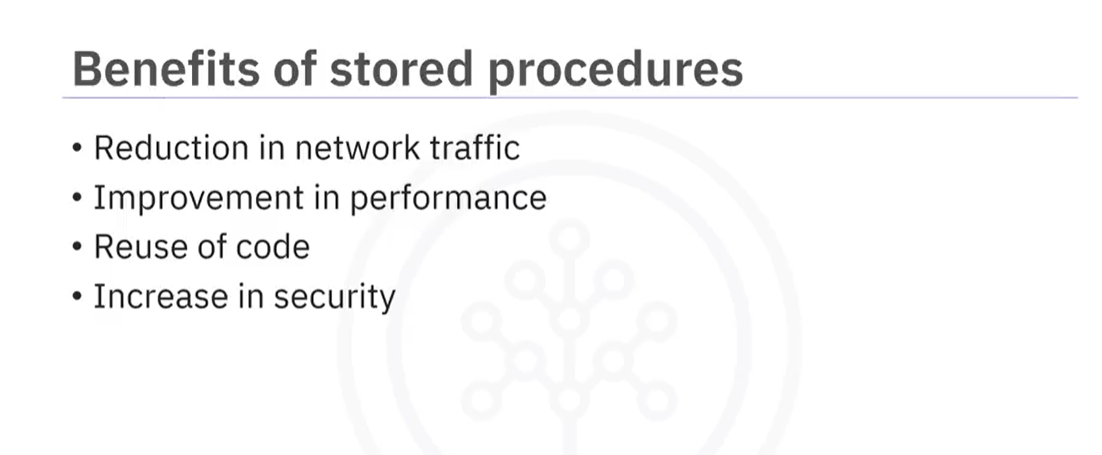 Benefits of stored procedures
• Reduction in network traffic
• Improvement in performance
• Reuse of code
• Increase in security